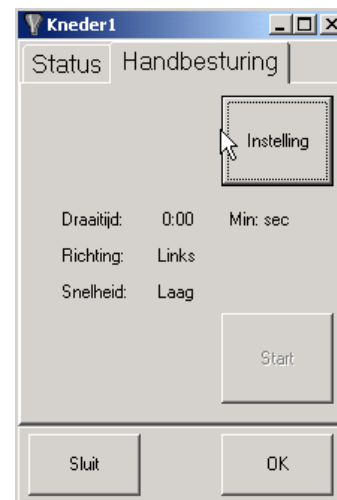 Kneder1
Status Handbesturing
Instelling
Draaitijd: 0:00 Min: sec
Richting: Links
Snelheid: Laag
Start
Sluit OK